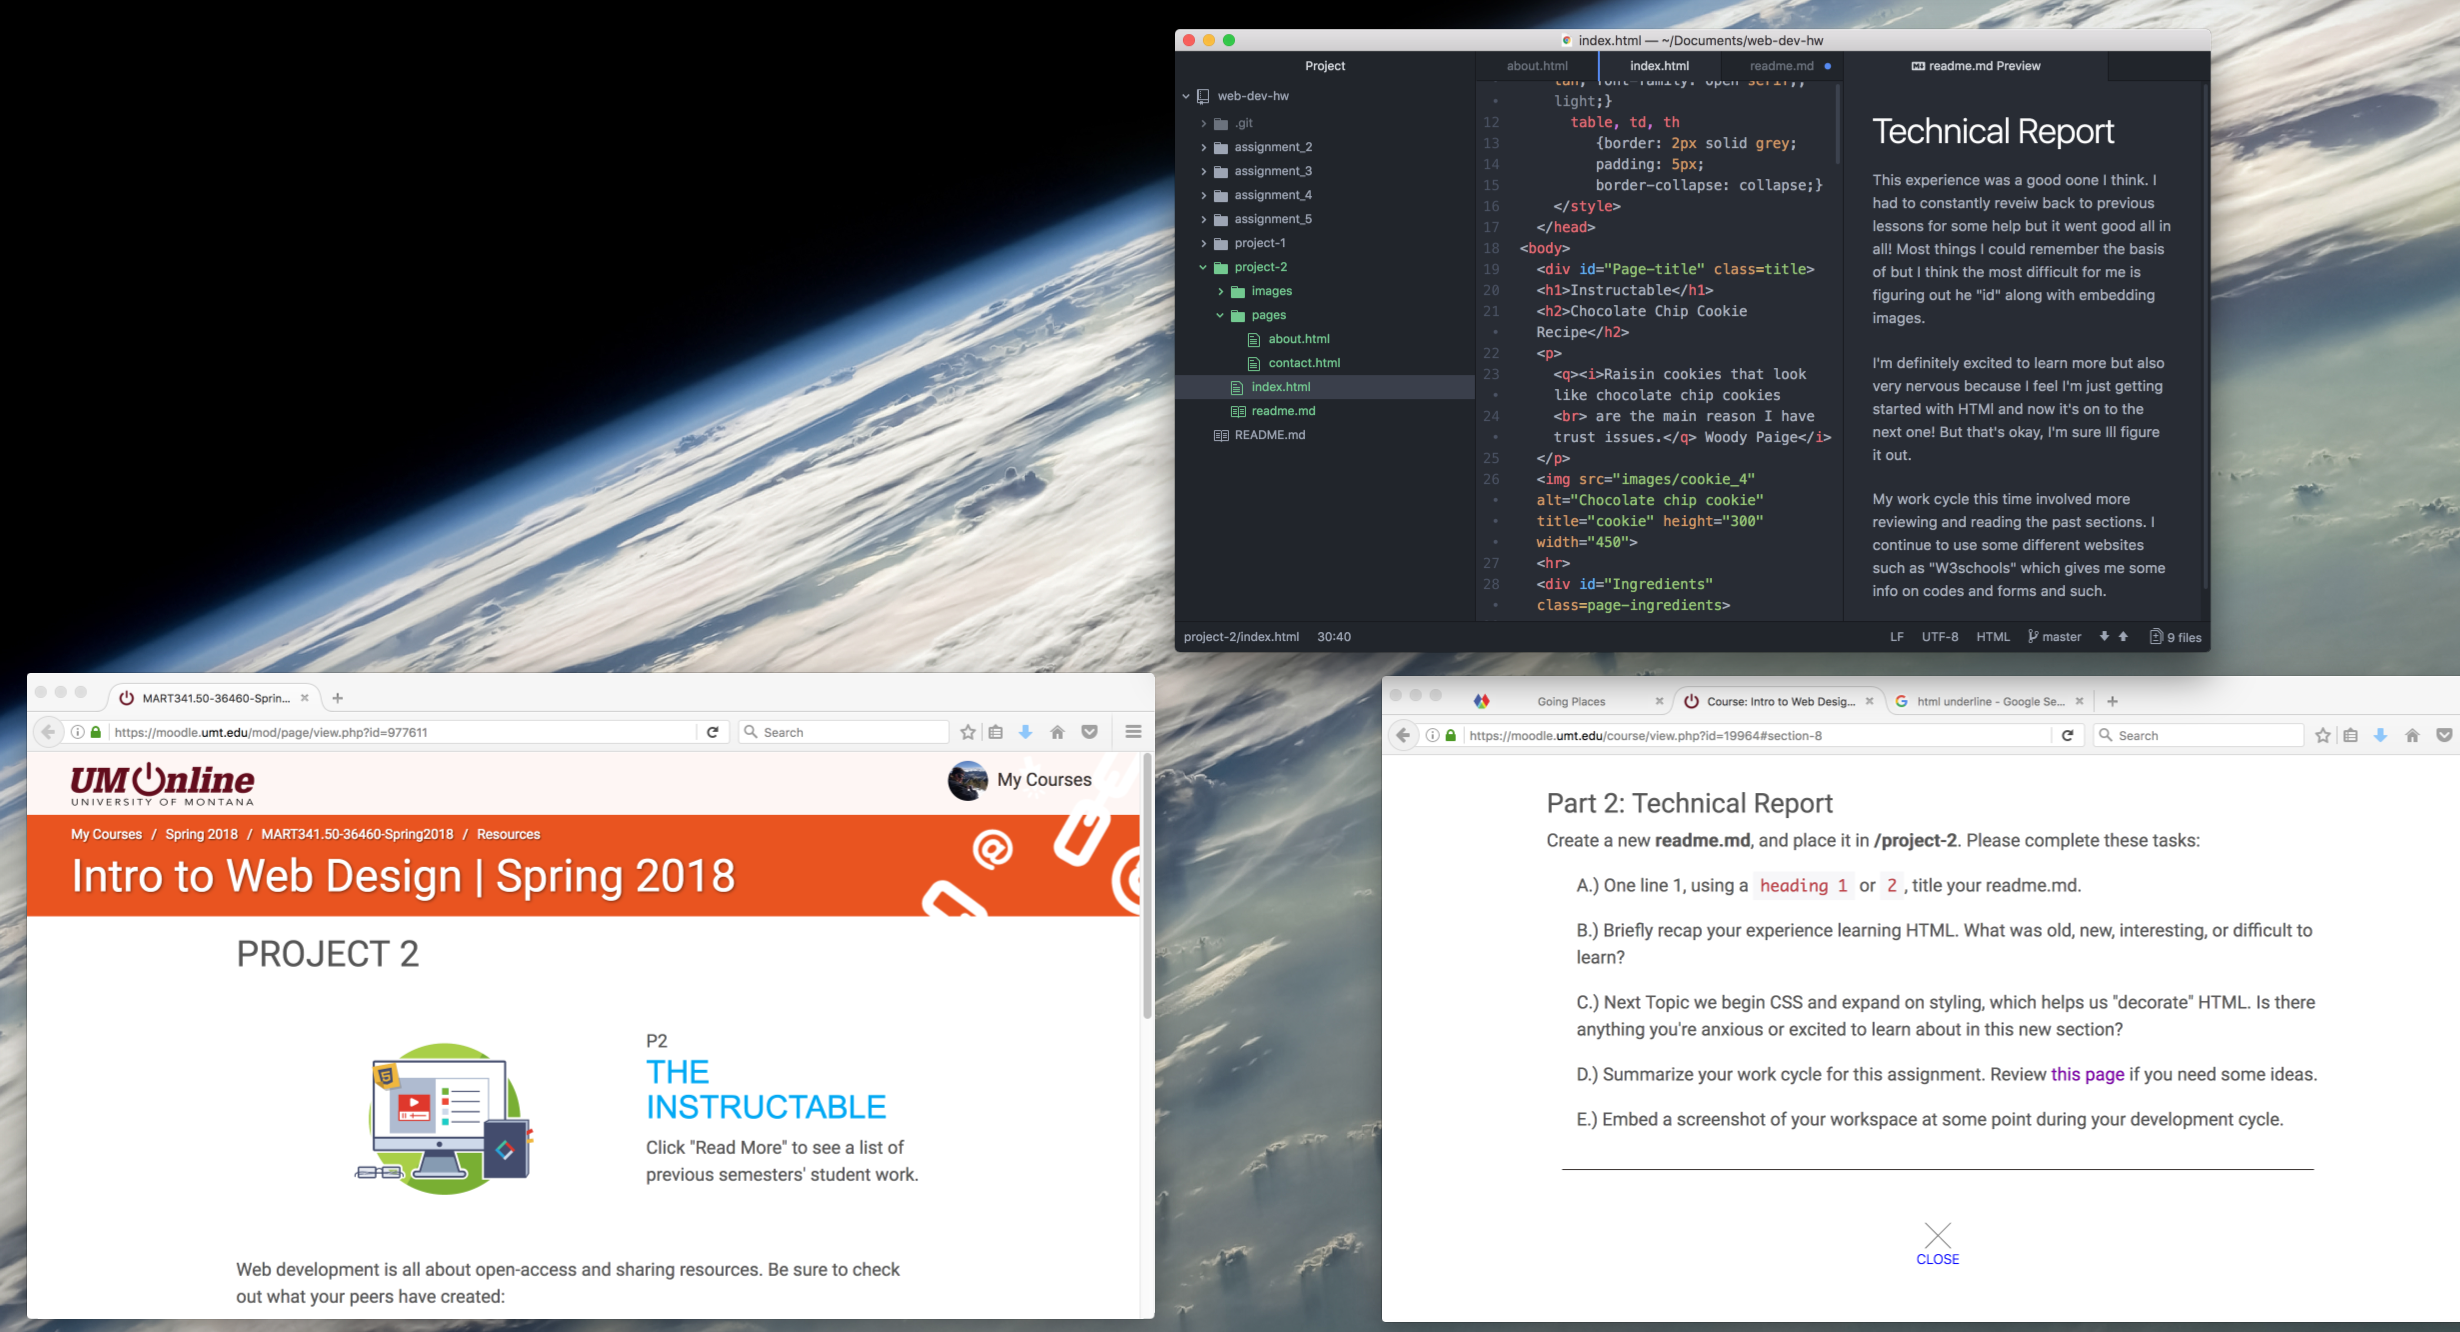 index.html — ~/Documents/web-dev-hw
Project
web-dev-hw
.git
assignment_2
assignment_3
assignment_4
assignment_5
project-1
project-2
images
pages
about.html
contact.html
index.html
readme.md
README.md
about.html
index.html
readme.md
readme.md Preview
light;}
12 table, td, th
13 {border: 2px solid grey;
14 padding: 5px;
15 border-collapse: collapse;}
16 </style>
17 </head>
18 <body>
19 <div id="Page-title" class=title>
20 <h1>Instructable</h1>
21 <h2>Chocolate Chip Cookie
Recipe</h2>
22 <p>
23 <q><i>Raisin cookies that look
like chocolate chip cookies
24 <br> are the main reason I have
trust issues.</q> Woody Paige</i>
25 </p>
26 <img src="images/cookie_4"
alt="Chocolate chip cookie"
title="cookie" height="300"
width="450">
27 <hr>
28 <div id="Ingredients"
class=page-ingredients>
Technical Report
This experience was a good oone I think. I
had to constantly reveiw back to previous
lessons for some help but it went good all in
all! Most things I could remember the basis
of but I think the most difficult for me is
figuring out he "id" along with embedding
images.
I'm definitely excited to learn more but also
very nervous because I feel I'm just getting
started with HTMl and now it's on to the
next one! But that's okay, I'm sure Ill figure
it out.
My work cycle this time involved more
reviewing and reading the past sections. I
continue to use some different websites
such as "W3schools" which gives me some
info on codes and forms and such.
project-2/index.html 30:40
LF UTF-8 HTML master 9 files
MART341.50-36460-Sprin...
https://moodle.umt.edu/mod/page/view.php?id=977611
Search
UM Online
UNIVERSITY OF MONTANA
My Courses
My Courses / Spring 2018 / MART341.50-36460-Spring2018 / Resources
Intro to Web Design | Spring 2018
PROJECT 2
P2
THE
INSTRUCTABLE
Click "Read More" to see a list of
previous semesters' student work.
Web development is all about open-access and sharing resources. Be sure to check
out what your peers have created:
Going Places
Course: Intro to Web Desig...
html underline - Google Se...
https://moodle.umt.edu/course/view.php?id=19964#section-8
Search
Part 2: Technical Report
Create a new readme.md, and place it in /project-2. Please complete these tasks:
A.) One line 1, using a heading 1 or 2 , title your readme.md.
B.) Briefly recap your experience learning HTML. What was old, new, interesting, or difficult to
learn?
C.) Next Topic we begin CSS and expand on styling, which helps us "decorate" HTML. Is there
anything you're anxious or excited to learn about in this new section?
D.) Summarize your work cycle for this assignment. Review this page if you need some ideas.
E.) Embed a screenshot of your workspace at some point during your development cycle.
CLOSE